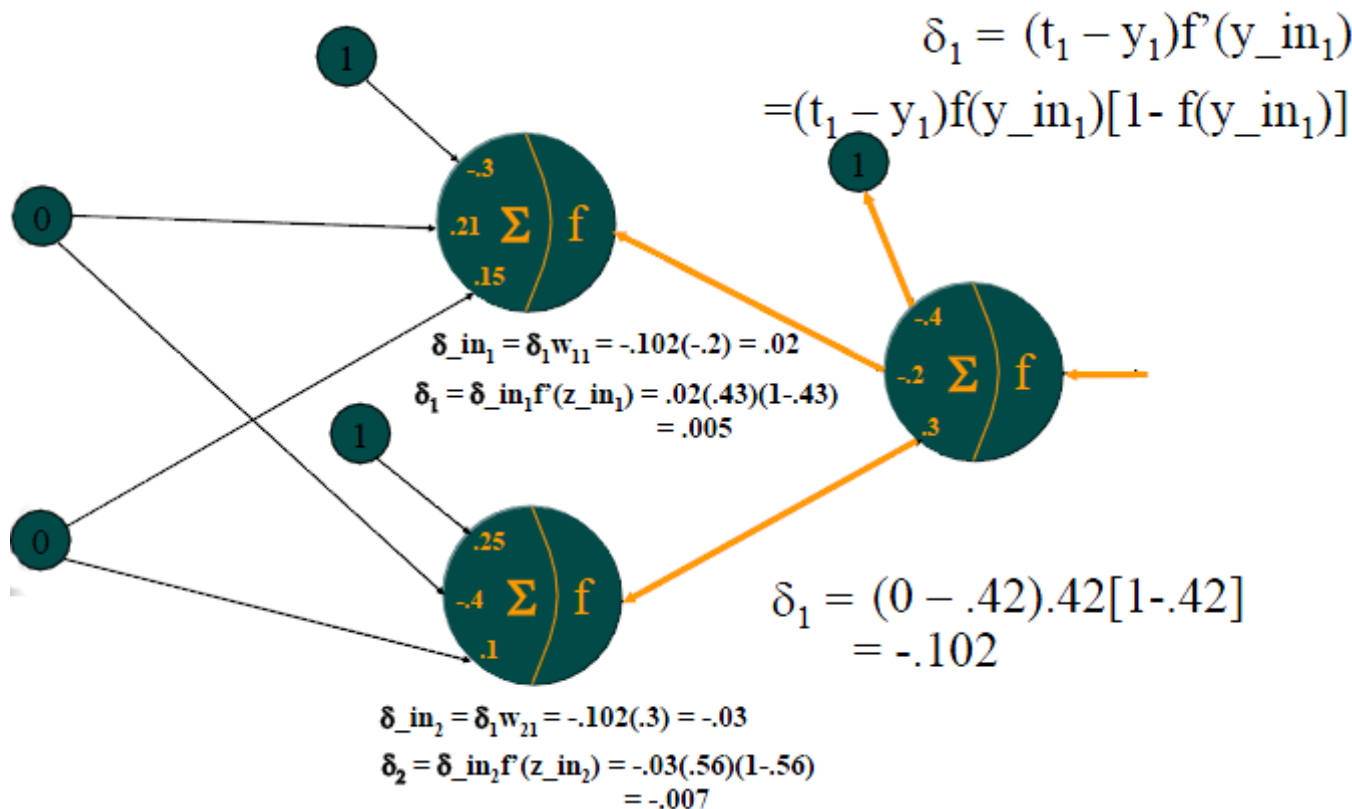 δ₁ = (t₁ – y₁)f’(y_in₁)
=(t₁ – y₁)f(y_in₁)[1- f(y_in₁)]
1
1
0
-.3
.21 Σ f
.15
-.4
-.2 Σ f
.3
δ_in₁ = δ₁w₁₁ = -.102(-.2) = .02
δ₁ = δ_in₁f’(z_in₁) = .02(.43)(1-.43)
= .005
1
0
.25
-.4 Σ f
.1
δ₁ = (0 – .42).42[1-.42]
= -.102
δ_in₂ = δ₁w₂₁ = -.102(.3) = -.03
δ₂ = δ_in₂f’(z_in₂) = -.03(.56)(1-.56)
= -.007